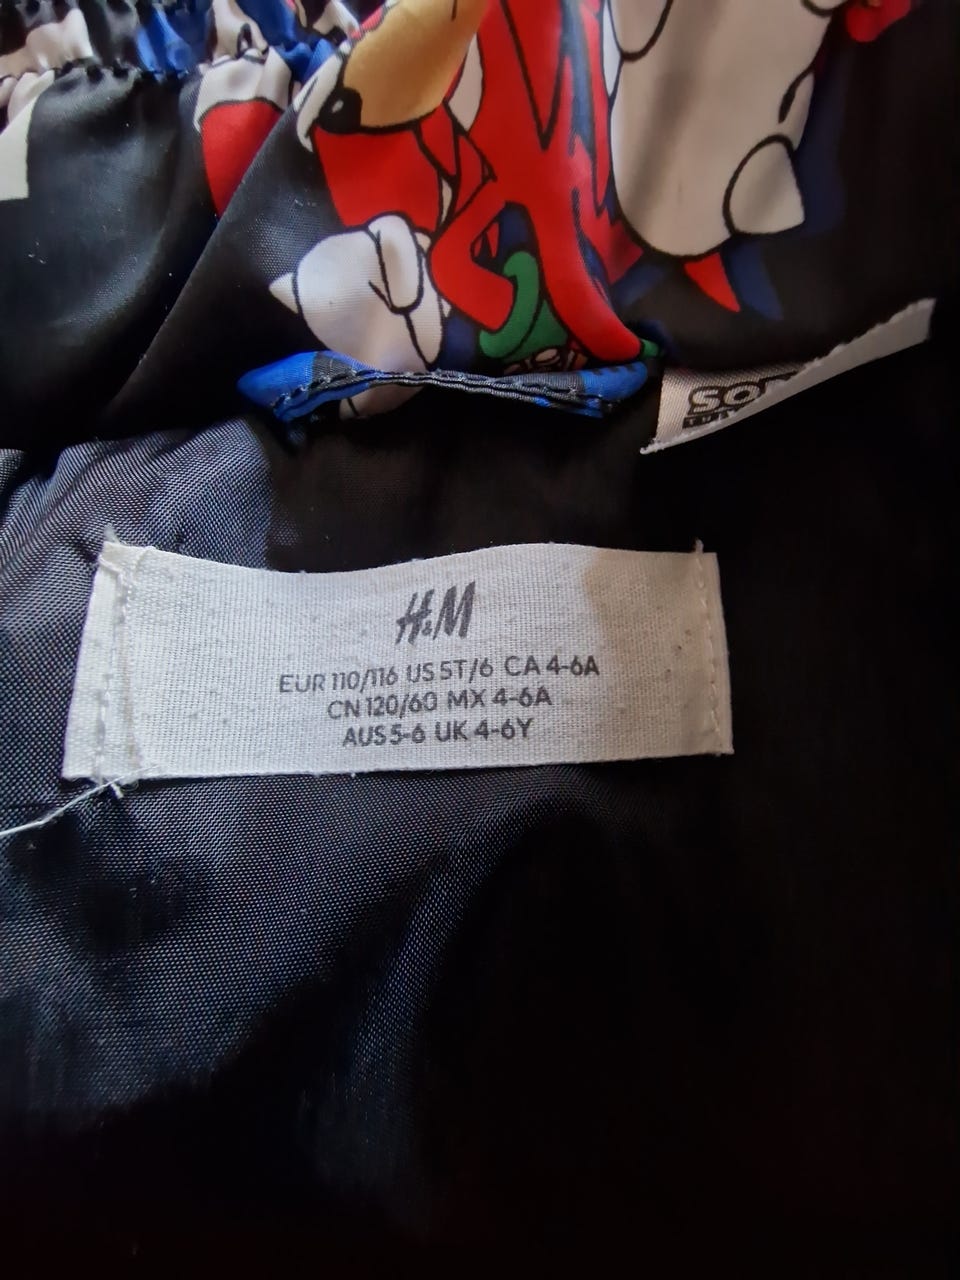 SO
H&M
EUR 110/116 US 5T/6 CA 4-6A
CN 120/60 MX 4-6A
AUS 5-6 UK 4-6Y